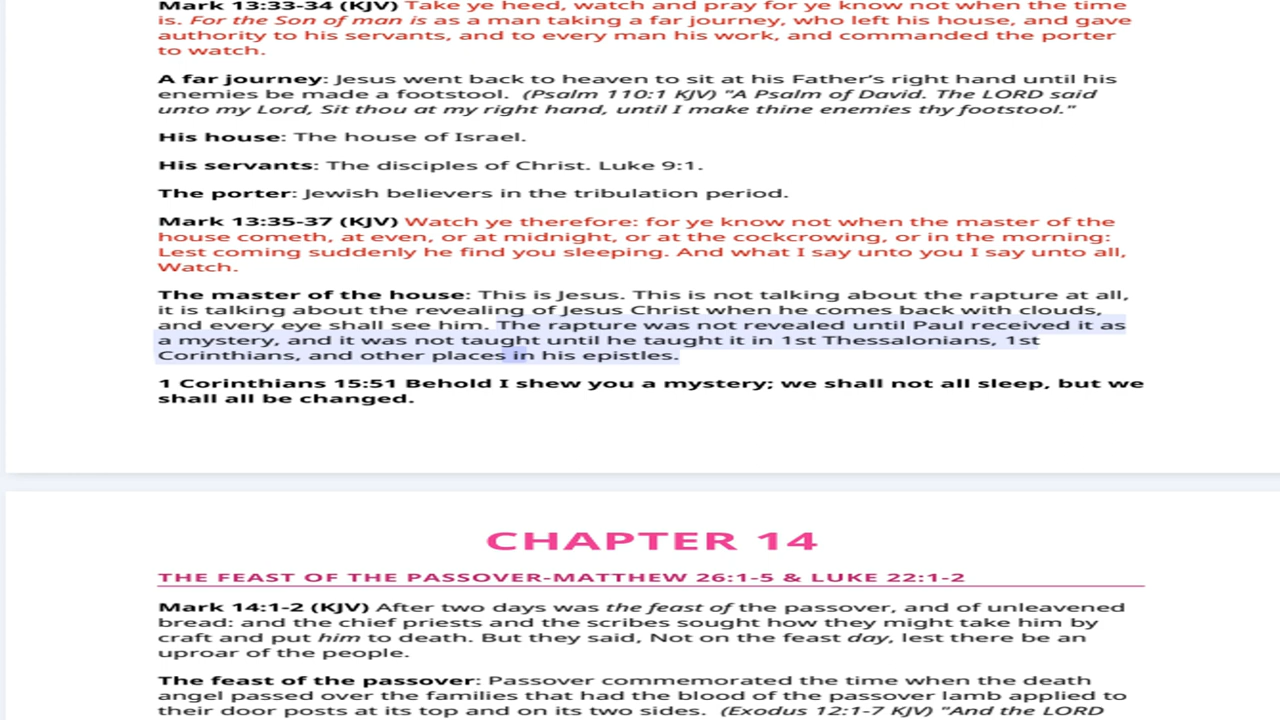 Mark 13:33-34 (KJV) Take ye heed, watch and pray for ye know not when the time
is. For the Son of man is as a man taking a far journey, who left his house, and gave
authority to his servants, and to every man his work, and commanded the porter
to watch.
A far journey: Jesus went back to heaven to sit at his Father’s right hand until his
enemies be made a footstool. (Psalm 110:1 KJV) "A Psalm of David. The LORD said
unto my Lord, Sit thou at my right hand, until I make thine enemies thy footstool."
His house: The house of Israel.
His servants: The disciples of Christ. Luke 9:1.
The porter: Jewish believers in the tribulation period.
Mark 13:35-37 (KJV) Watch ye therefore: for ye know not when the master of the
house cometh, at even, or at midnight, or at the cockcrowing, or in the morning:
Lest coming suddenly he find you sleeping. And what I say unto you I say unto all,
Watch.
The master of the house: This is Jesus. This is not talking about the rapture at all,
it is talking about the revealing of Jesus Christ when he comes back with clouds,
and every eye shall see him. The rapture was not revealed until Paul received it as
a mystery, and it was not taught until he taught it in 1st Thessalonians, 1st
Corinthians, and other places in his epistles.
1 Corinthians 15:51 Behold I shew you a mystery; we shall not all sleep, but we
shall all be changed.
CHAPTER 14
THE FEAST OF THE PASSOVER-MATTHEW 26:1-5 & LUKE 22:1-2
Mark 14:1-2 (KJV) After two days was the feast of the passover, and of unleavened
bread: and the chief priests and the scribes sought how they might take him by
craft and put him to death. But they said, Not on the feast day, lest there be an
uproar of the people.
The feast of the passover: Passover commemorated the time when the death
angel passed over the families that had the blood of the passover lamb applied to
their door posts at its top and on its two sides. (Exodus 12:1-7 KJV) "And the LORD